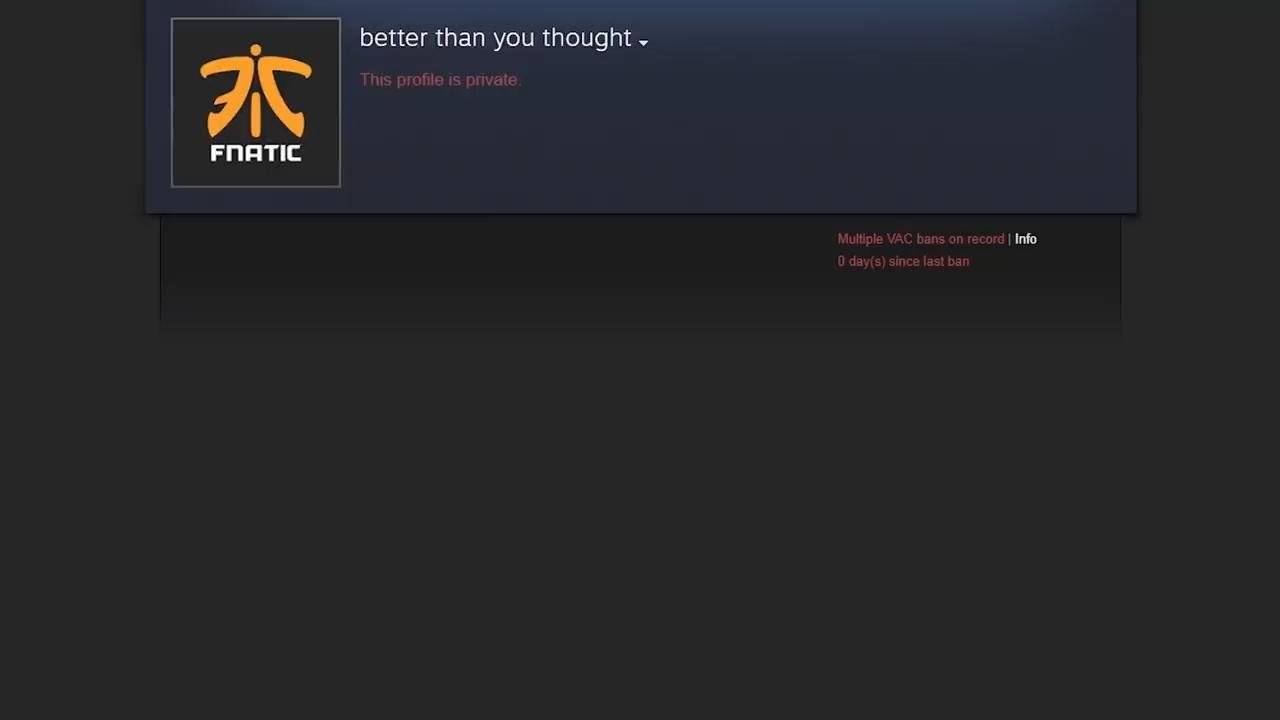 better than you thought
This profile is private.
FNATIC
Multiple VAC bans on record | Info
0 day(s) since last ban